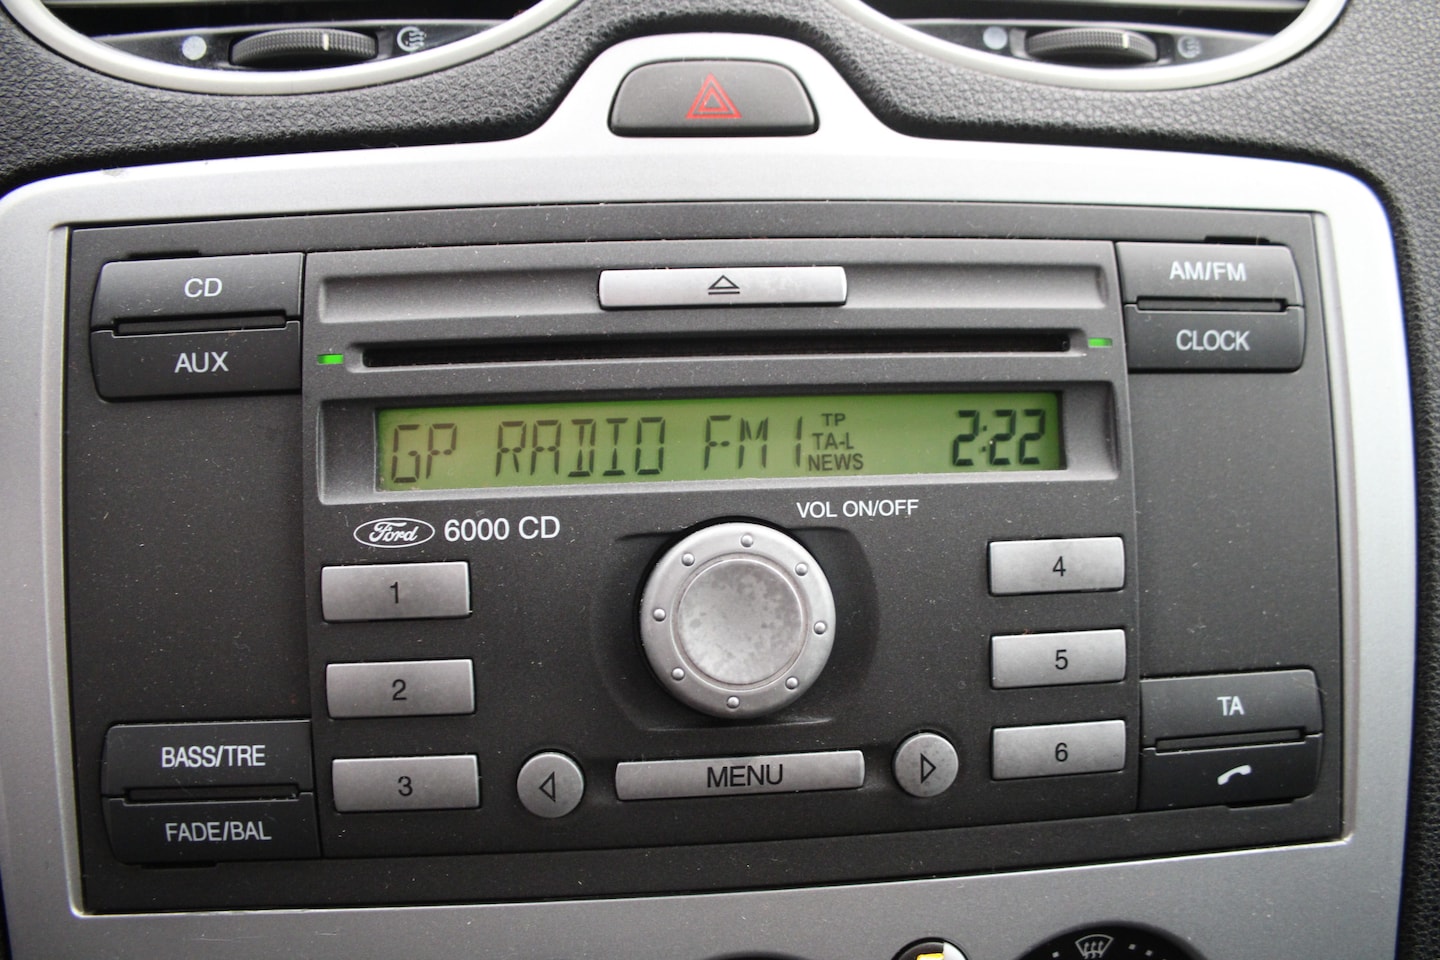 CD
AUX
AM/FM
CLOCK
GP RADIO FM1 TP 2:22
TA-L
NEWS
VOL ON/OFF
Ford 6000 CD
1
2
3
4
5
6
BASS/TRE
FADE/BAL
MENU
TA